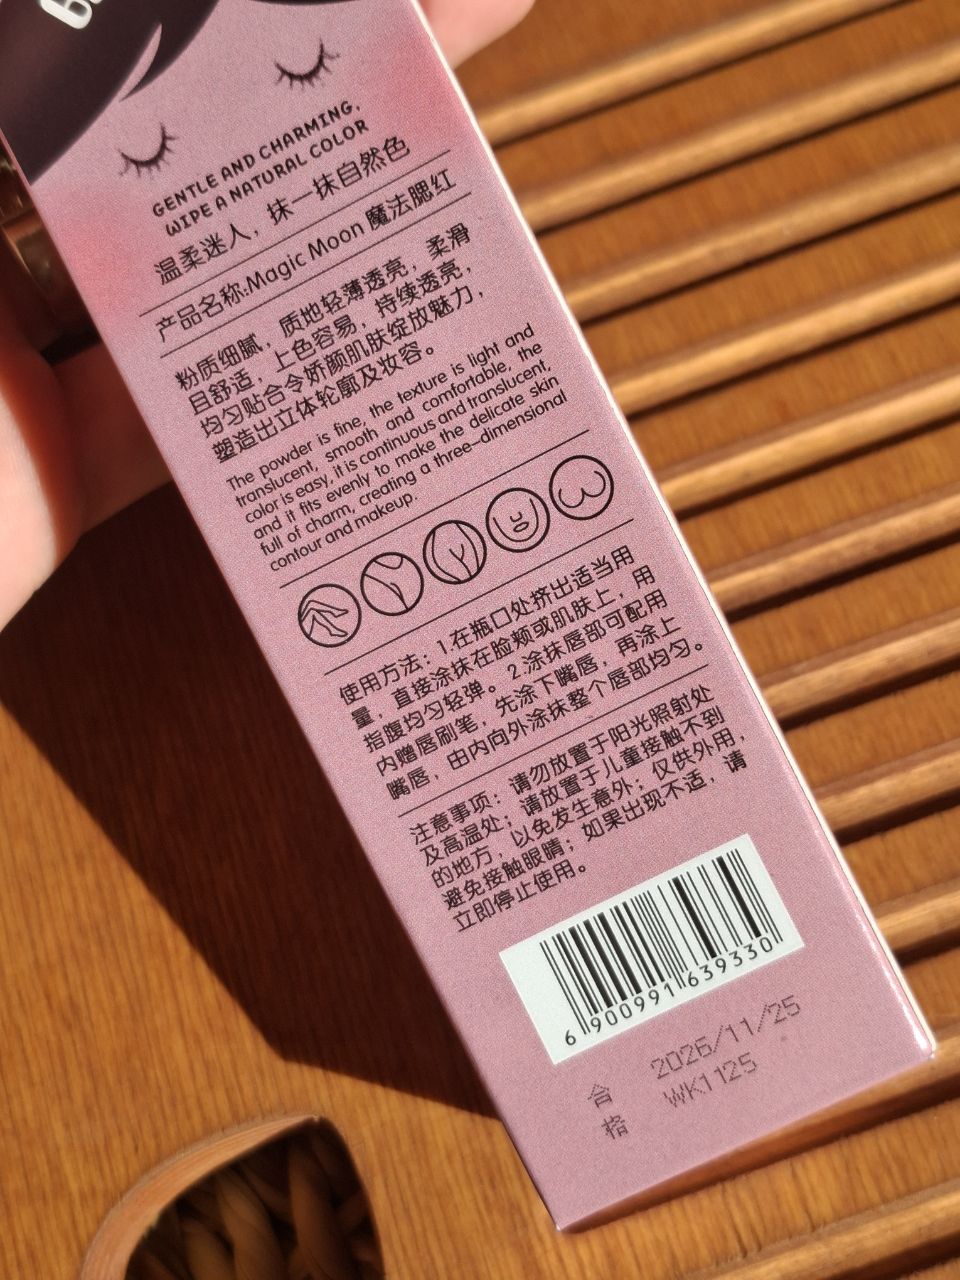 GENTLE AND CHARMING,
WIPE A NATURAL COLOR
温柔迷人，抹一抹自然色
产品名称:Magic Moon 魔法腮红
粉质细腻，质地轻薄透亮，柔滑
且舒适，上色容易，持续透亮，
均匀贴合令娇颜肌肤绽放魅力，
塑造出立体轮廓及妆容。
The powder is fine, the texture is light and
translucent, smooth and comfortable, the
color is easy, it is continuous and translucent,
and it fits evenly to make the delicate skin
full of charm, creating a three-dimensional
contour and makeup.
使用方法：1.在瓶口处挤出适当用
量，直接涂抹在脸颊或肌肤上，用
指腹均匀轻弹。2.涂抹唇部可配用
内赠唇刷笔，先涂下嘴唇，再涂上
嘴唇，由内向外涂抹整个唇部均匀。
注意事项：请勿放置于阳光照射处
及高温处；请放置于儿童接触不到
的地方，以免发生意外；仅供外用，
避免接触眼睛；如果出现不适，请
立即停止使用。
6 900991 639330
合格 2026/11/25
WK1125